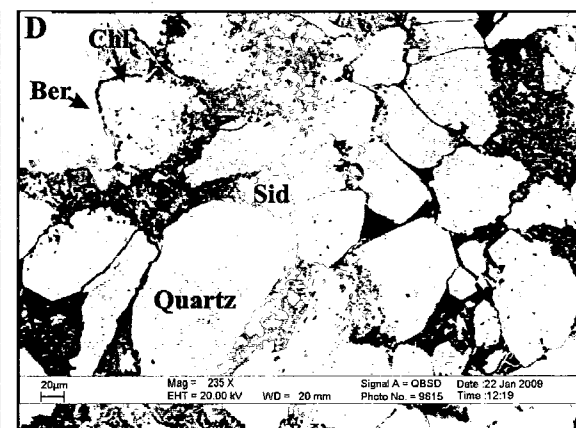 D
Chl
Ber
Sid
Quartz
20µm
Mag = 235 X
Signal A = QBSD
Date :22 Jan 2009
EHT = 20.00 kV
WD = 20 mm
Photo No. = 9615
Time :12:19